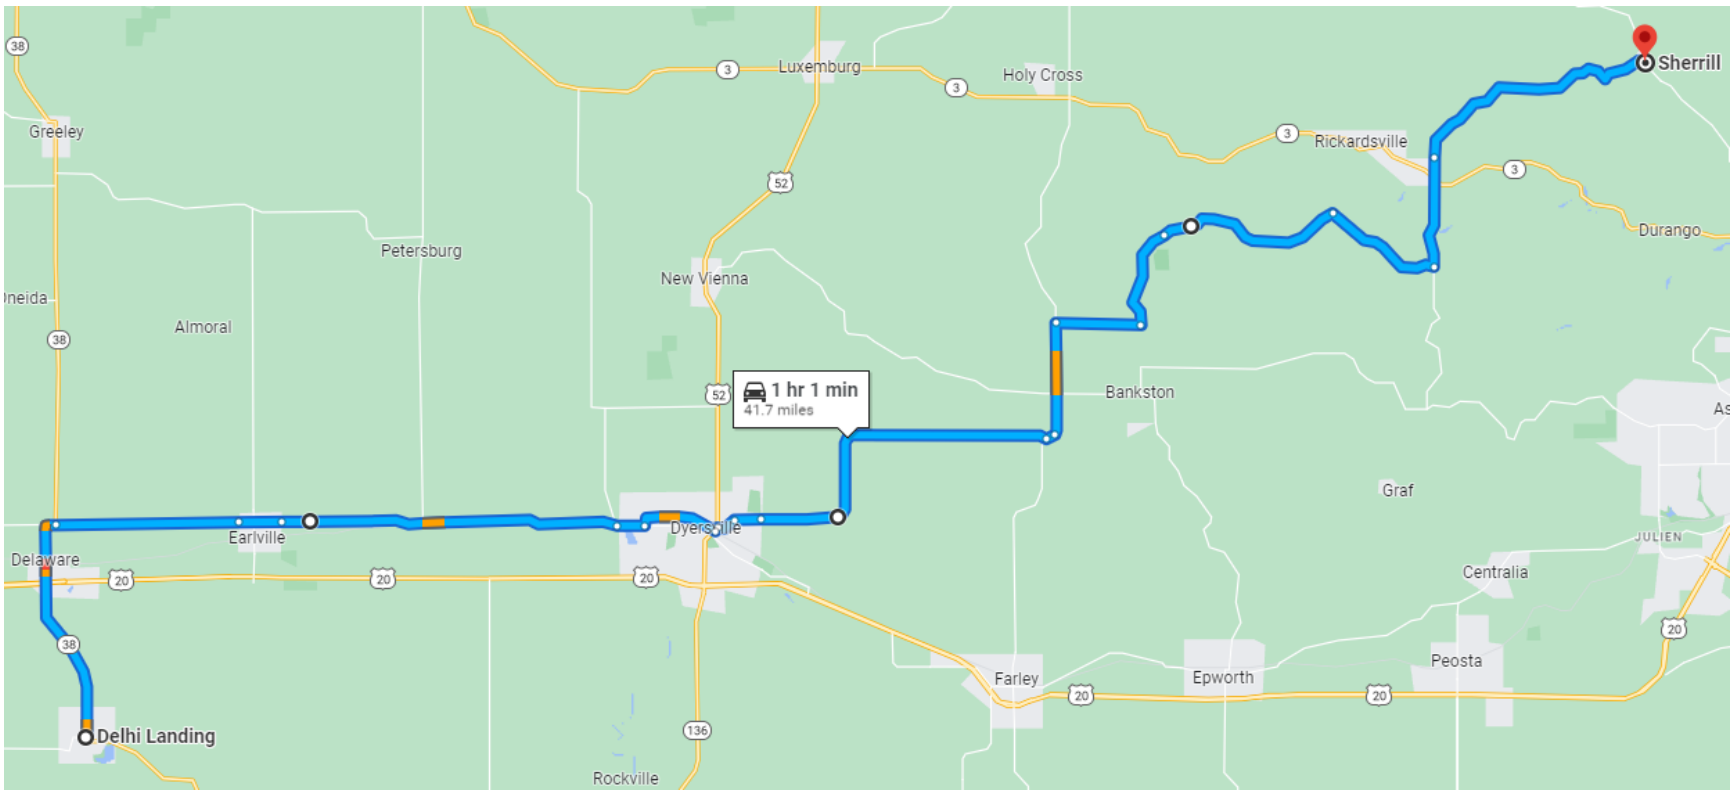 38
Luxemburg
3
Holy Cross
3
Sherrill
Greeley
3
Rickardsville
3
52
Petersburg
Durango
New Vienna
Oneida
Almoral
38
52
1 hr 1 min
41.7 miles
Bankston
As
Graf
Dyersville
Earlville
JULIEN
Delaware
20
20
20
Centralia
38
20
Peosta
Farley
Epworth
20
20
136
Delhi Landing
Rockville